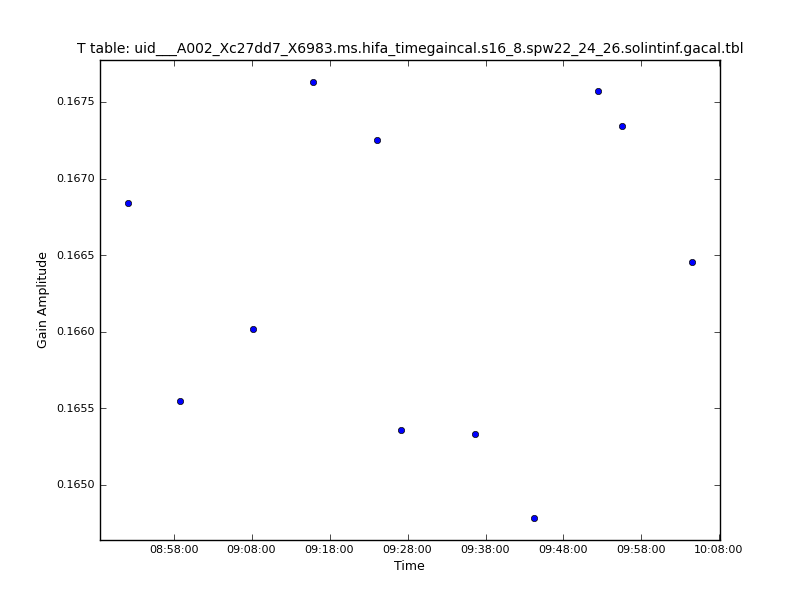 T table: uid___A002_Xc27dd7_X6983.ms.hifa_timegaincal.s16_8.spw22_24_26.solintinf.gacal.tbl
0.1675
0.1670
0.1665
0.1660
0.1655
0.1650
Gain Amplitude
08:58:00 09:08:00 09:18:00 09:28:00 09:38:00 09:48:00 09:58:00 10:08:00
Time